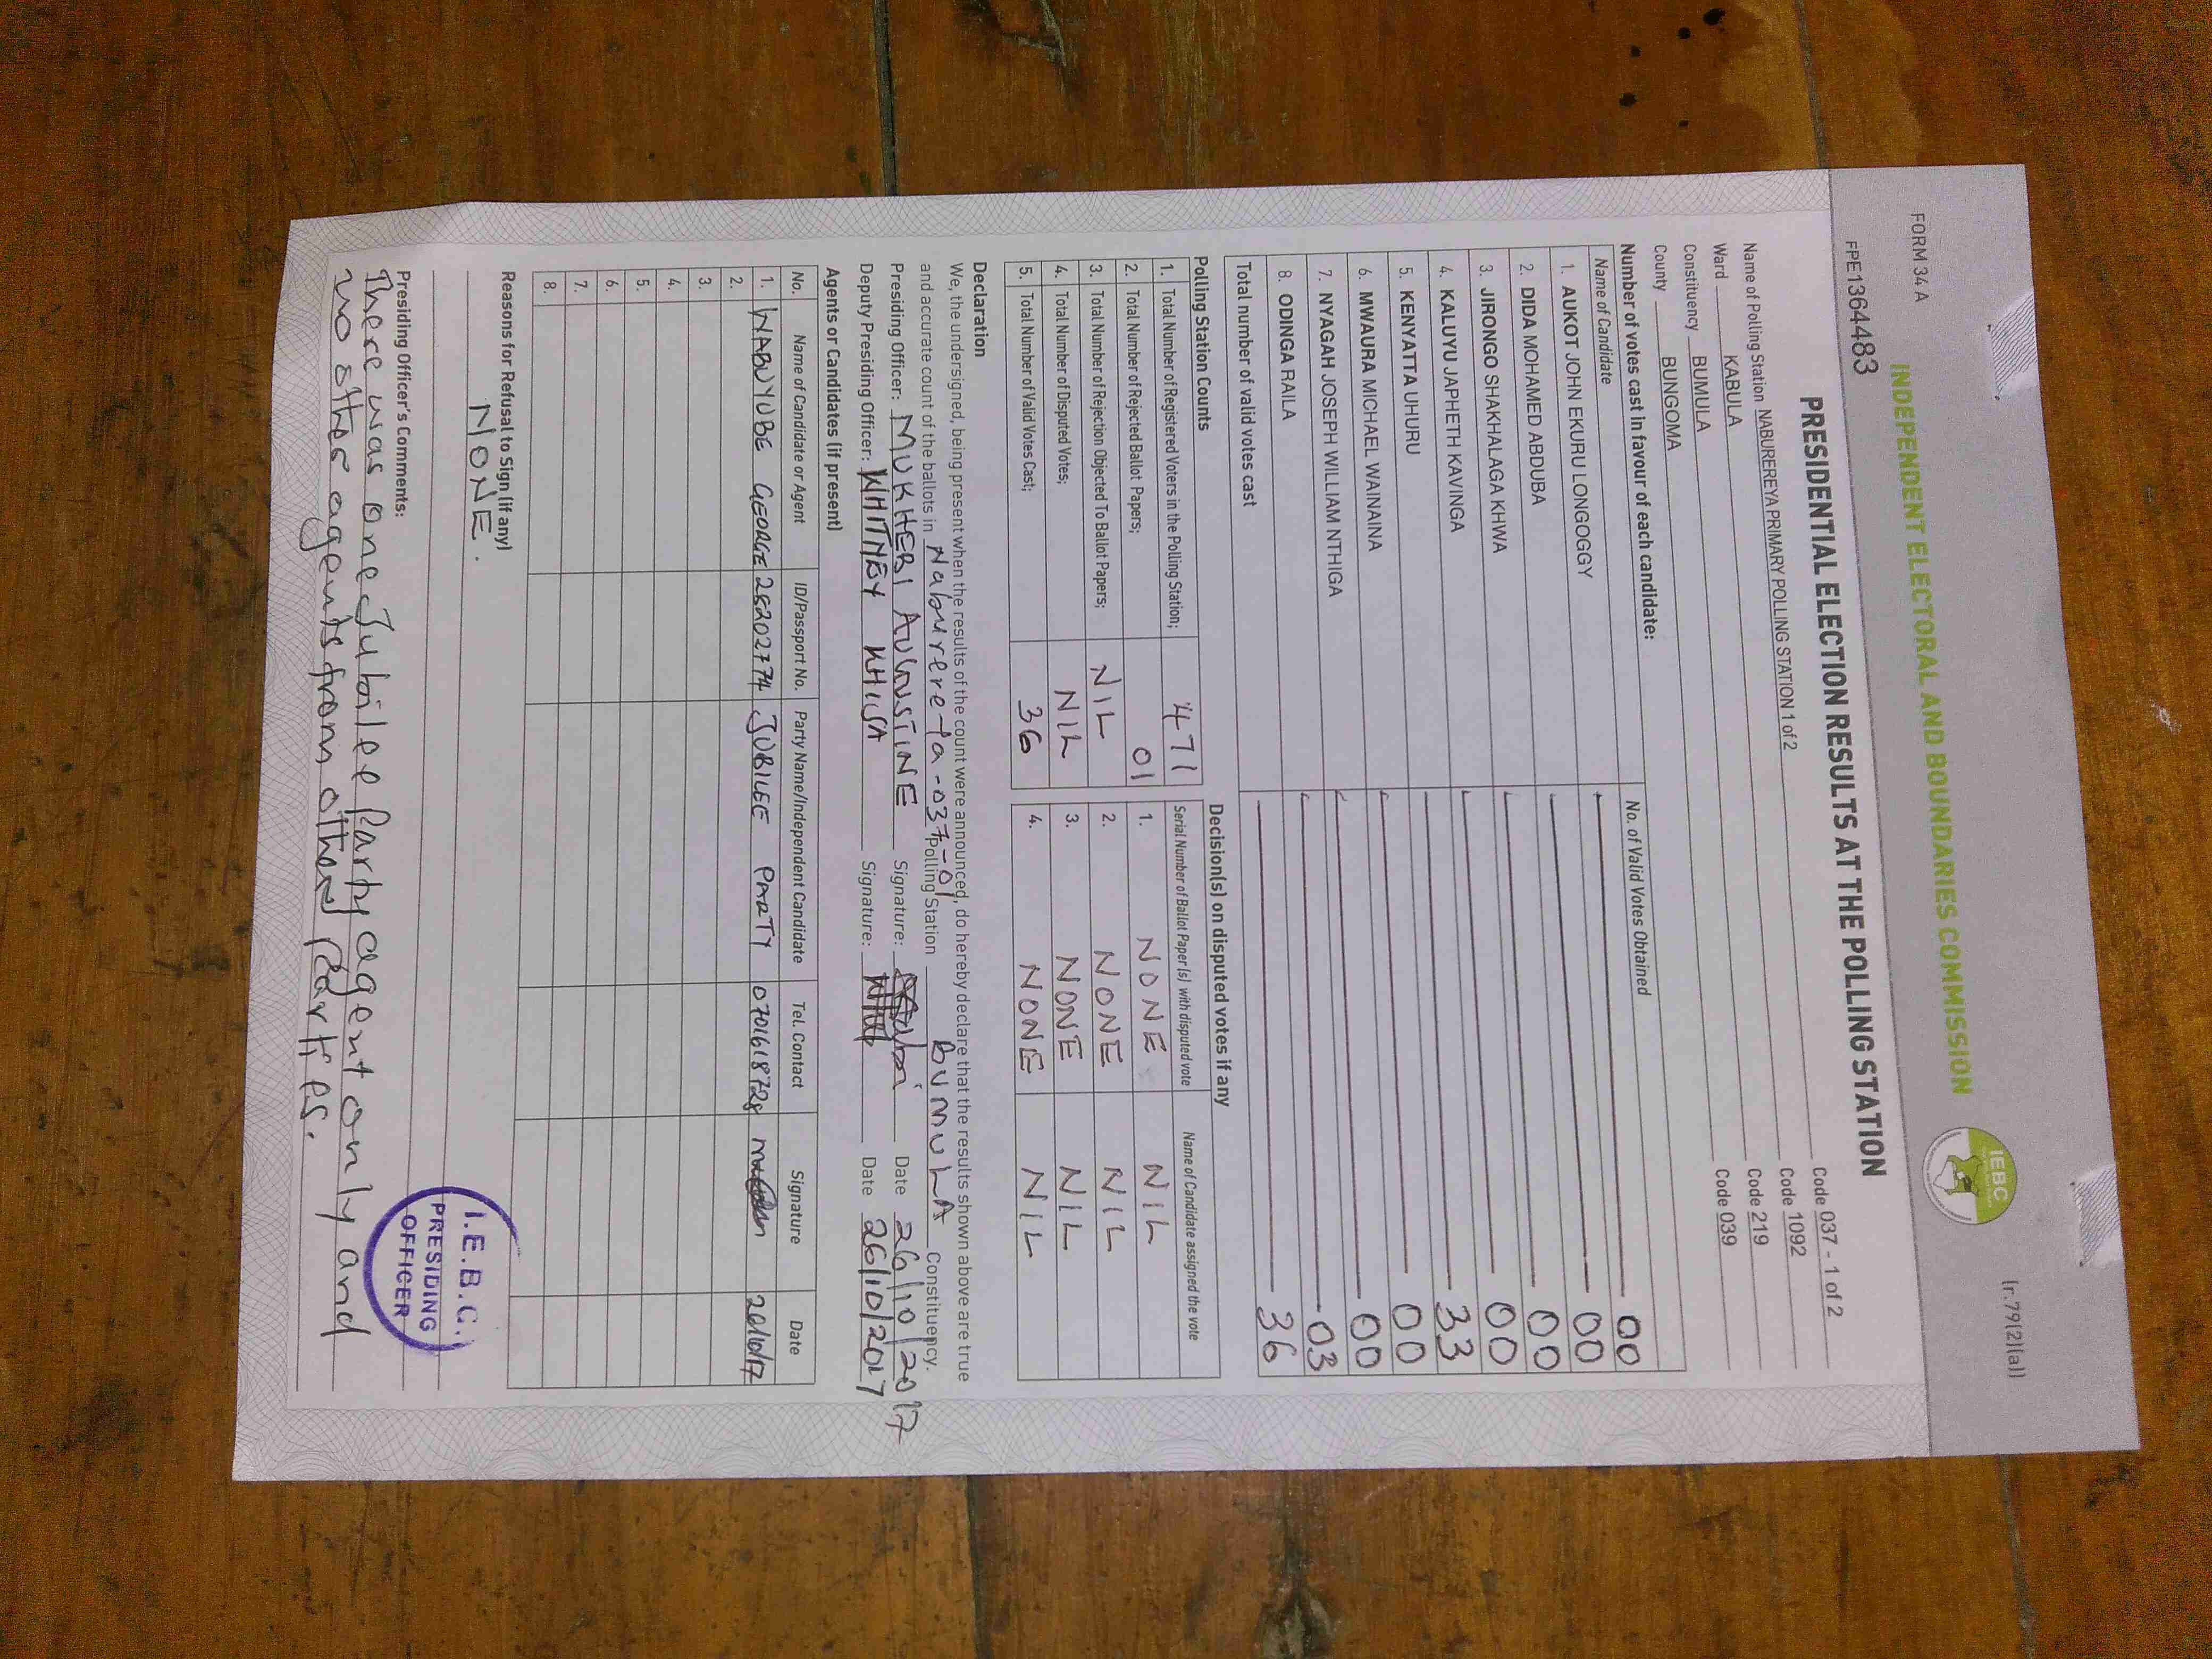 FORM 34 A
(r.79(2)(a))
INDEPENDENT ELECTORAL AND BOUNDARIES COMMISSION
IEBC
FPE1364483
PRESIDENTIAL ELECTION RESULTS AT THE POLLING STATION
Name of Polling Station NABUREREYA PRIMARY POLLING STATION 1 of 2 Code 037 - 1 of 2
Ward KABULA Code 1092
Constituency BUMULA Code 219
County BUNGOMA Code 039
Number of votes cast in favour of each candidate:
Name of Candidate No. of Valid Votes Obtained
1. AUKOT JOHN EKURU LONGOGGY 00
2. DIDA MOHAMED ABDUBA 00
3. JIRONGO SHAKHALAGA KHWA 00
4. KALUYU JAPHETH KAVINGA 00
5. KENYATTA UHURU 33
6. MWAURA MICHAEL WAINAINA 00
7. NYAGAH JOSEPH WILLIAM NTHIGA 00
8. ODINGA RAILA 03
Total number of valid votes cast 36
Polling Station Counts
1. Total Number of Registered Voters in the Polling Station; 471
2. Total Number of Rejected Ballot Papers; 01
3. Total Number of Rejection Objected To Ballot Papers; NIL
4. Total Number of Disputed Votes; NIL
5. Total Number of Valid Votes Cast; 36
Decision(s) on disputed votes if any
Serial Number of Ballot Paper (s) with disputed vote Name of Candidate assigned the vote
1. NONE NIL
2. NONE NIL
3. NONE NIL
4. NONE NIL
Declaration
We, the undersigned, being present when the results of the count were announced, do hereby declare that the results shown above are true
and accurate count of the ballots in Naburereya-037-01 Polling Station BUMULA Constituency.
Presiding Officer: MUKHEBI AUGUSTINE Signature: Date 26/10/2017
Deputy Presiding Officer: WHITNEY KHISA Signature: Date 26/10/2017
Agents or Candidates (if present)
No. Name of Candidate or Agent ID/Passport No. Party Name/Independent Candidate Tel. Contact Signature Date
1. WABUYUBE GEORGE 28202774 JUBILEE PARTY 0701618728 26/10/17
2.
3.
4.
5.
6.
7.
8.
Reasons for Refusal to Sign (if any)
NONE.
Presiding Officer's Comments:
There was one Jubilee Party agent only and
no other agents from other parties.
I.E.B.C.
PRESIDING
OFFICER